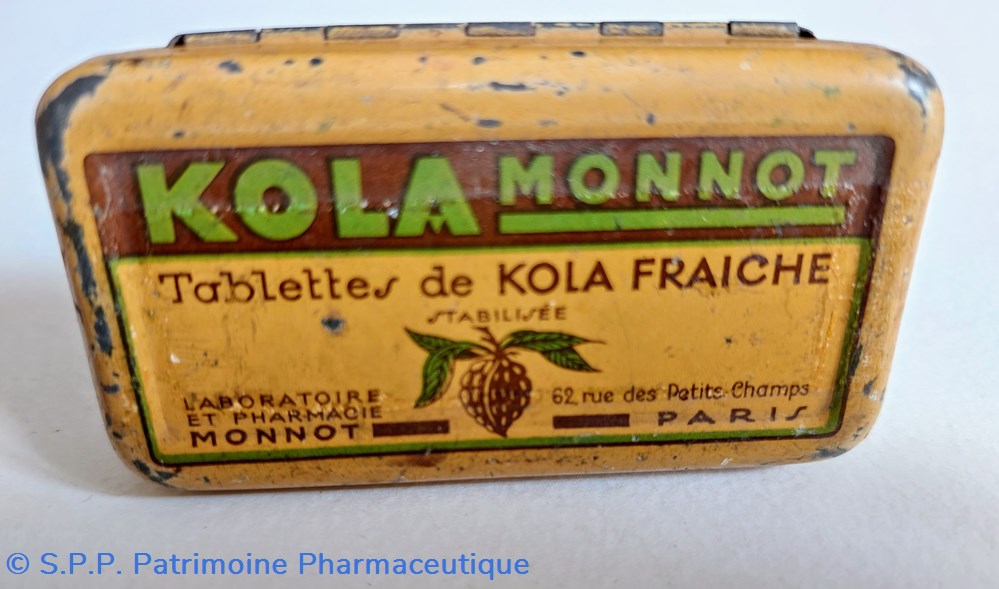 KOLA MONNOT
Tablettes de KOLA FRAICHE
STABILISÉE
LABORATOIRE
ET PHARMACIE
MONNOT
62 rue des Petits-Champs
PARIS
© S.P.P. Patrimoine Pharmaceutique